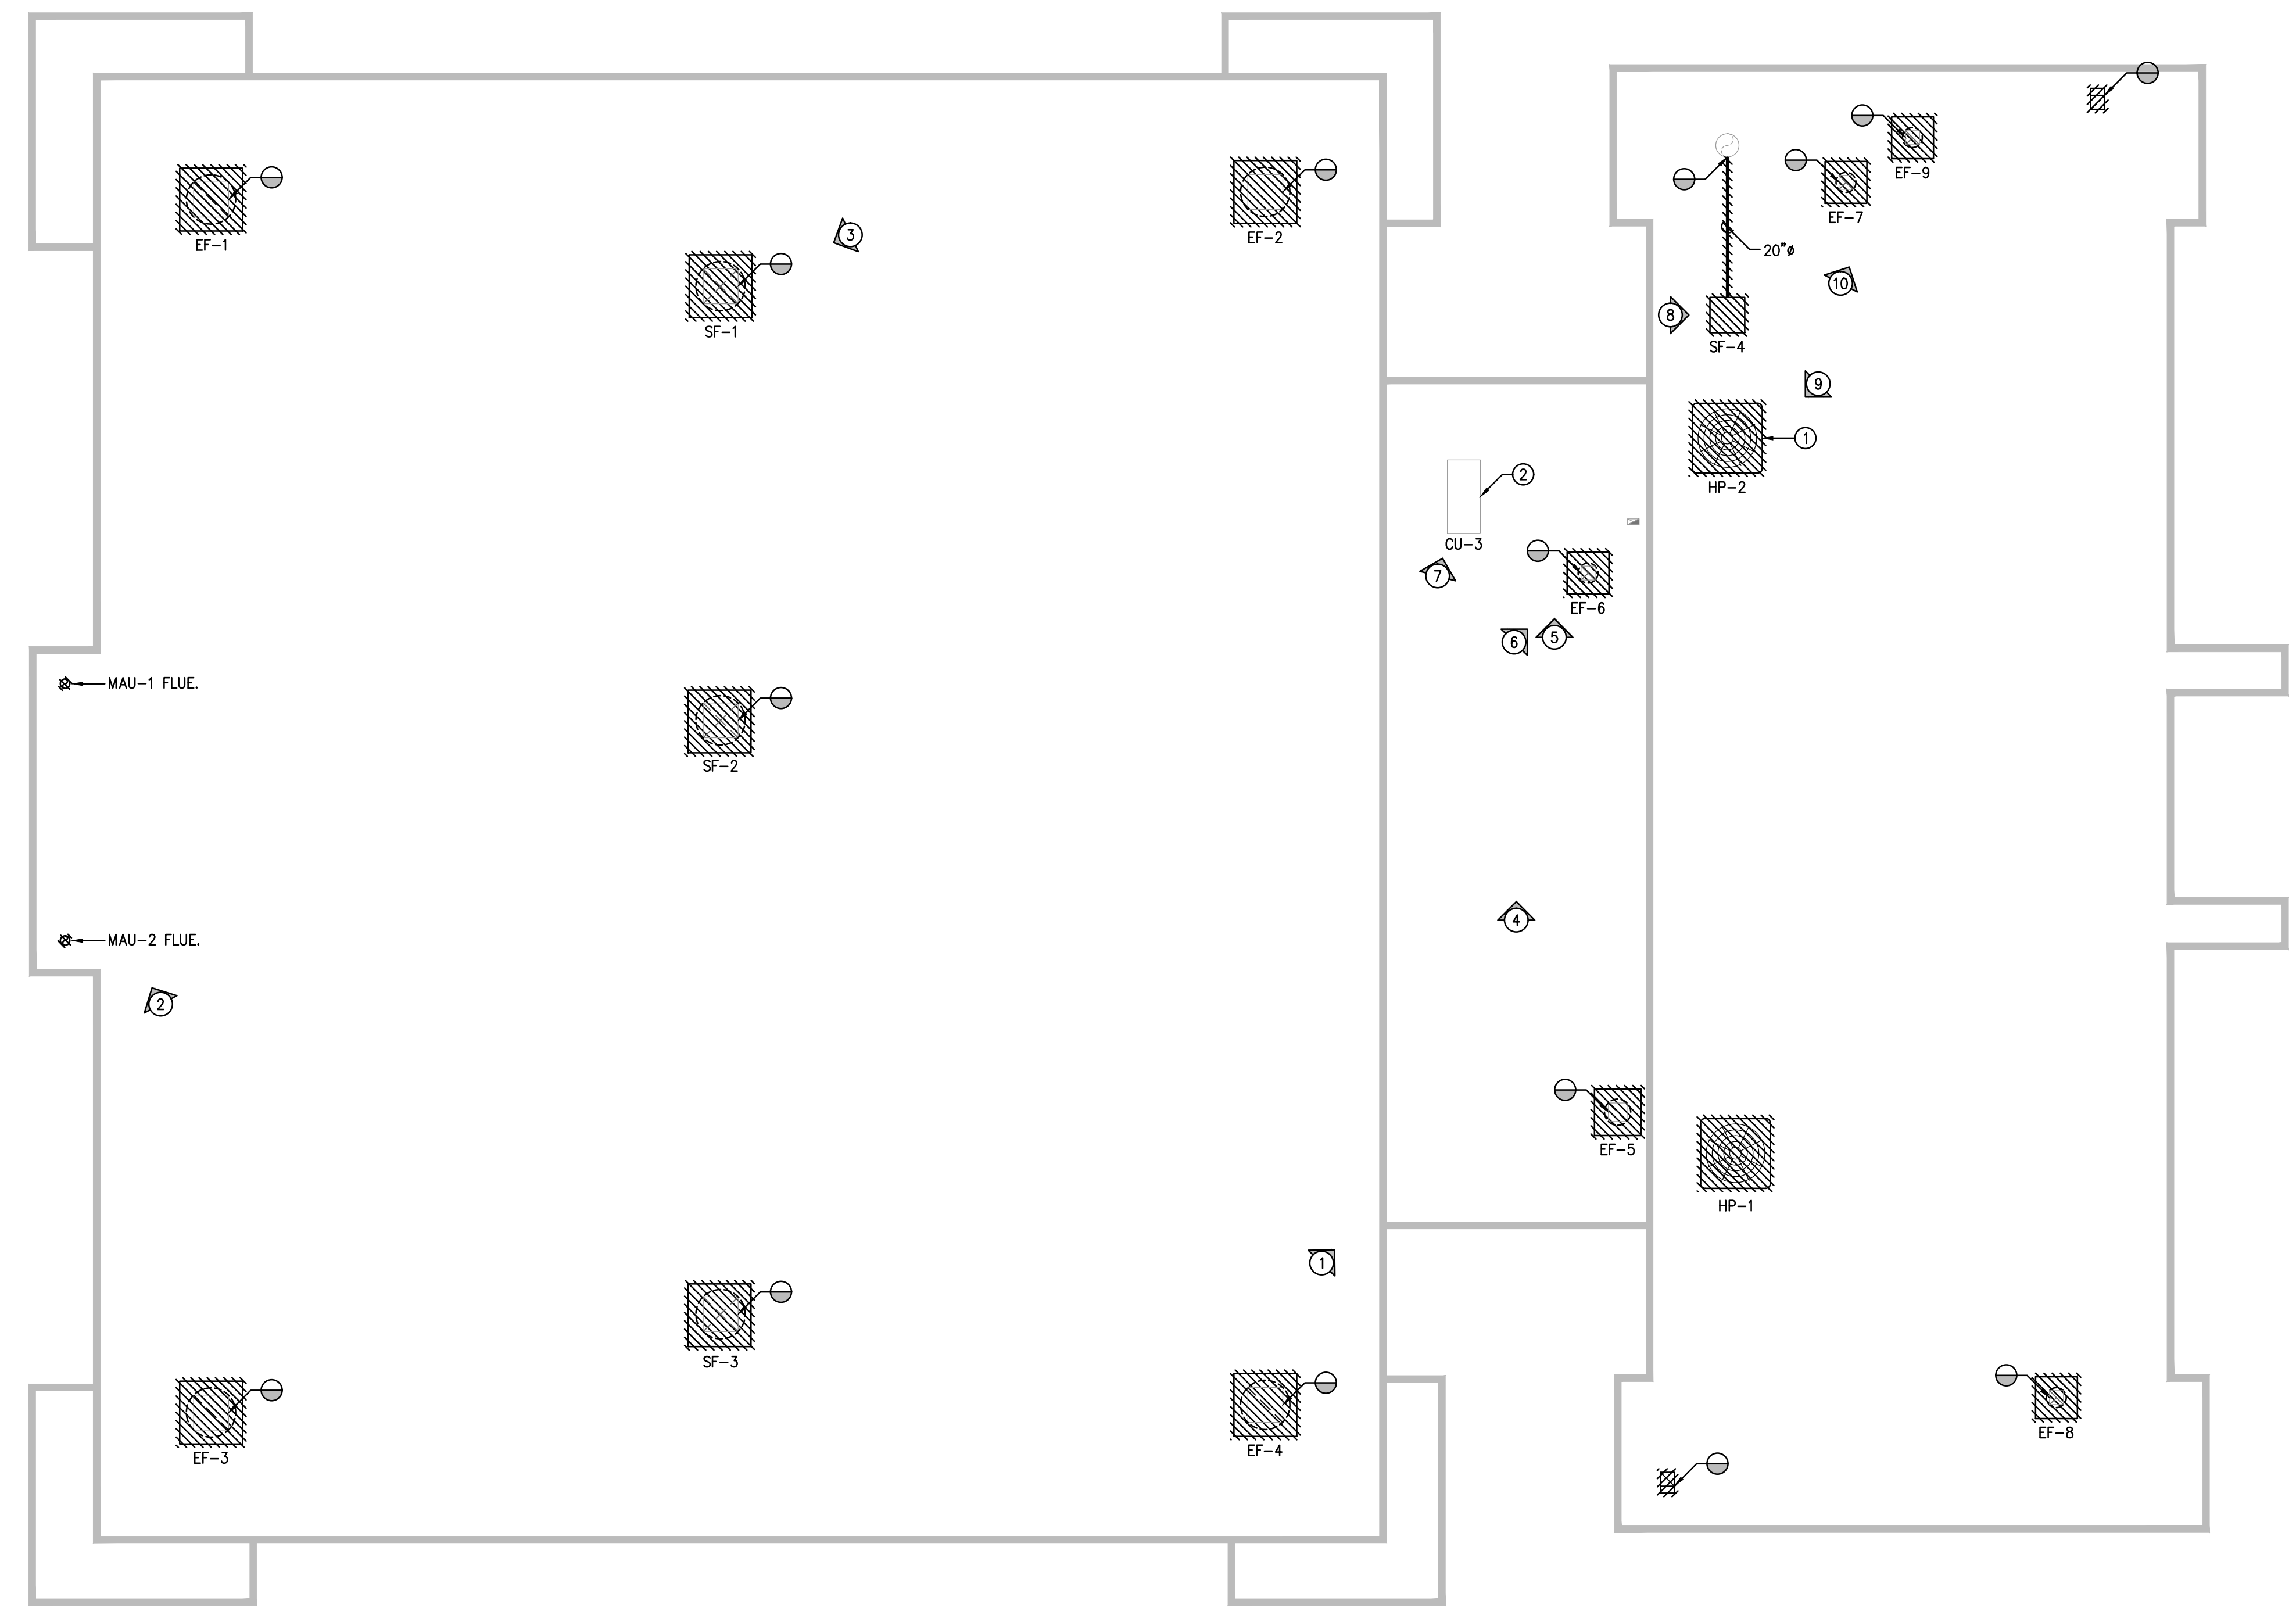 EF-9
EF-7
3
EF-2
EF-1
20"ø
10
8
SF-1
SF-4
9
1
2
HP-2
CU-3
7
EF-6
5
6
MAU-1 FLUE.
SF-2
4
MAU-2 FLUE.
2
EF-5
HP-1
1
SF-3
EF-8
EF-4
EF-3